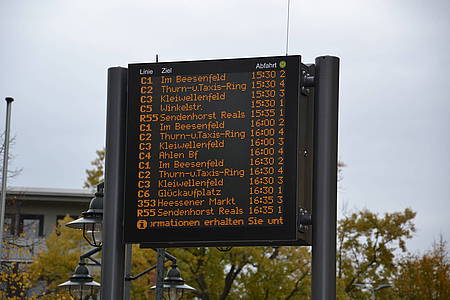 Linie Ziel Abfahrt
C1 Im Beesenfeld 15:30 2
C2 Thurn-u.Taxis-Ring 15:30 4
C3 Kleiwellenfeld 15:30 3
C5 Winkelstr. 15:30 1
R55 Sendenhorst Reals 15:35 1
C1 Im Beesenfeld 16:00 2
C2 Thurn-u.Taxis-Ring 16:00 4
C3 Kleiwellenfeld 16:00 3
C4 Ahlen Bf 16:00 1
C1 Im Beesenfeld 16:30 2
C2 Thurn-u.Taxis-Ring 16:30 4
C3 Kleiwellenfeld 16:30 3
C6 Glückaufplatz 16:30 1
353 Heessener Markt 16:35 3
R55 Sendenhorst Reals 16:35 1
i ormationen erhalten Sie unt